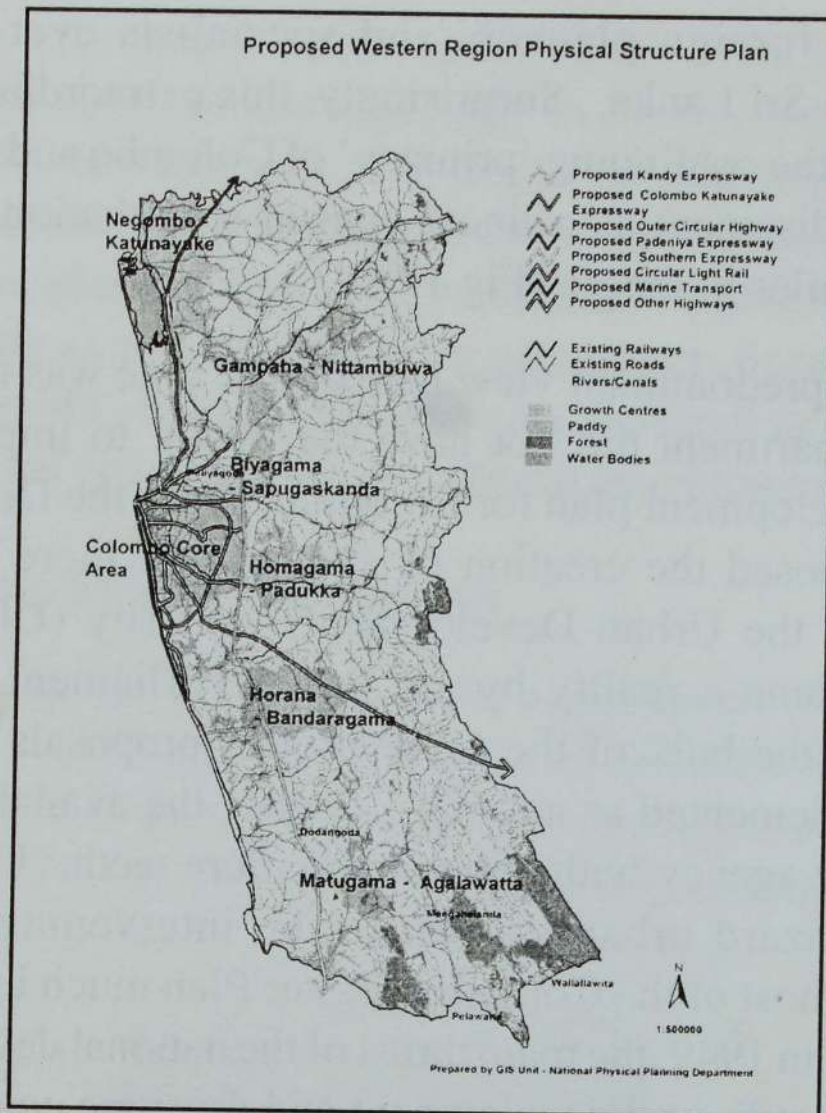 Proposed Western Region Physical Structure Plan
Proposed Kandy Expressway
Proposed Colombo Katunayake
Expressway
Proposed Outer Circular Highway
Proposed Padeniya Expressway
Proposed Southern Expressway
Proposed Circular Light Rail
Proposed Marine Transport
Proposed Other Highways
Existing Railways
Existing Roads
Rivers/Canals
Growth Centres
Paddy
Forest
Water Bodies
Negombo -
Katunayake
Gampaha - Nittambuwa
Biyagama
- Sapugaskanda
Colombo Core
Area
Homagama
- Padukka
Horana
- Bandaragama
Dodangoda
Matugama - Agalawatta
Wallallawita
Pelawatta
N
1:500000
Prepared by GIS Unit - National Physical Planning Department